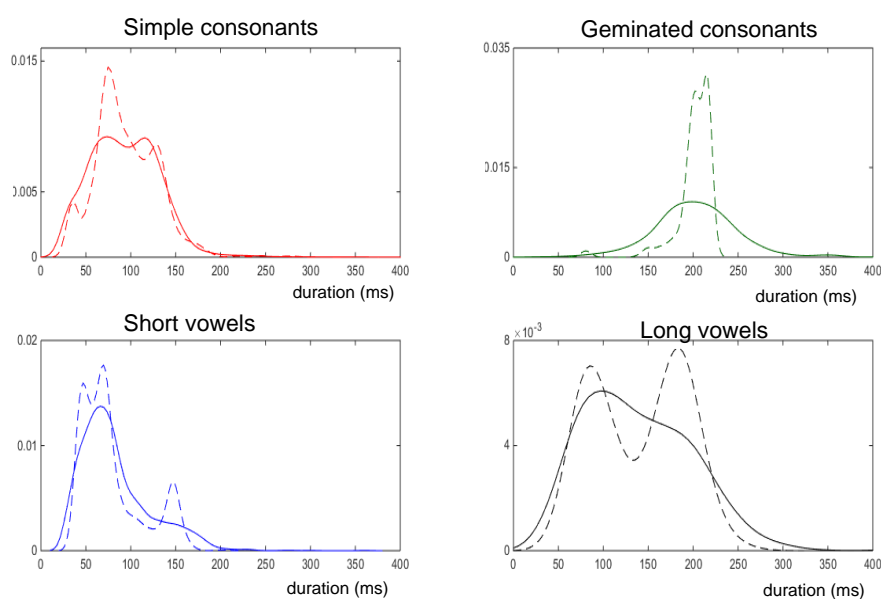 Simple consonants
0.015
0.005
0
0 50 100 150 200 250 300 350 400
duration (ms)
Geminated consonants
0.035
0.015
0
0 50 100 150 200 250 300 350 400
duration (ms)
Short vowels
0.02
0.01
0
0 50 100 150 200 250 300 350 400
duration (ms)
Long vowels
8 ×10-3
4
0
0 50 100 150 200 250 300 350 400
duration (ms)